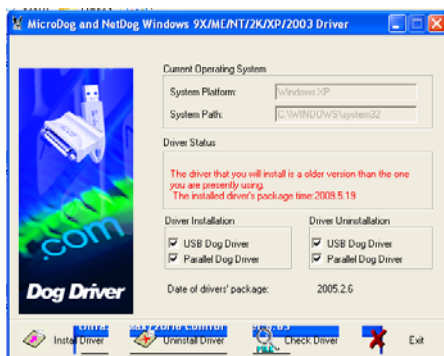 MicroDog and NetDog Windows 9X/ME/NT/2K/XP/2003 Driver
Current Operating System
System Platform: Windows XP
System Path: C:\WINDOWS\system32
Driver Status
The driver that you will install is a older version than the one
you are presently using.
The installed driver's package time:2009.5.19
Driver Installation
Driver Uninstallation
USB Dog Driver
USB Dog Driver
Parallel Dog Driver
Parallel Dog Driver
.com
Dog Driver
Date of drivers' package: 2005.2.6
Install Driver
Uninstall Driver
Check Driver
Exit